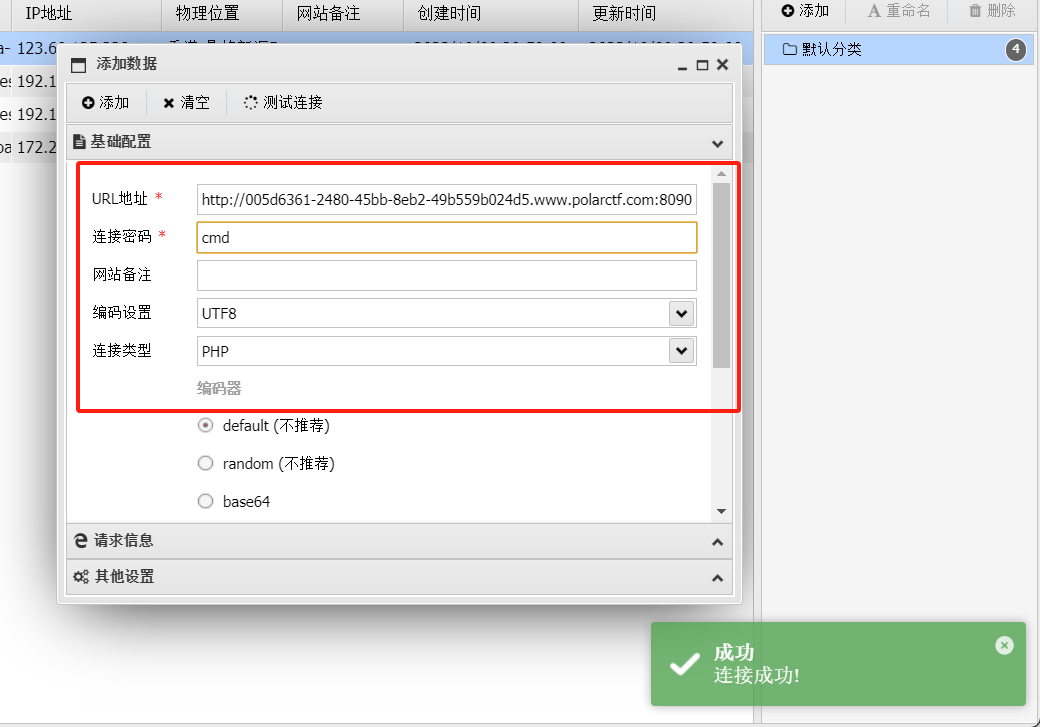 IP地址 物理位置 网站备注 创建时间 更新时间
添加 重命名 删除
默认分类 4
192.1
192.1
172.2
添加数据
添加 清空 测试连接
基础配置
URL地址 * http://005d6361-2480-45bb-8eb2-49b559b024d5.www.polarctf.com:8090
连接密码 * cmd
网站备注
编码设置 UTF8
连接类型 PHP
编码器
default (不推荐)
random (不推荐)
base64
请求信息
其他设置
成功
连接成功!